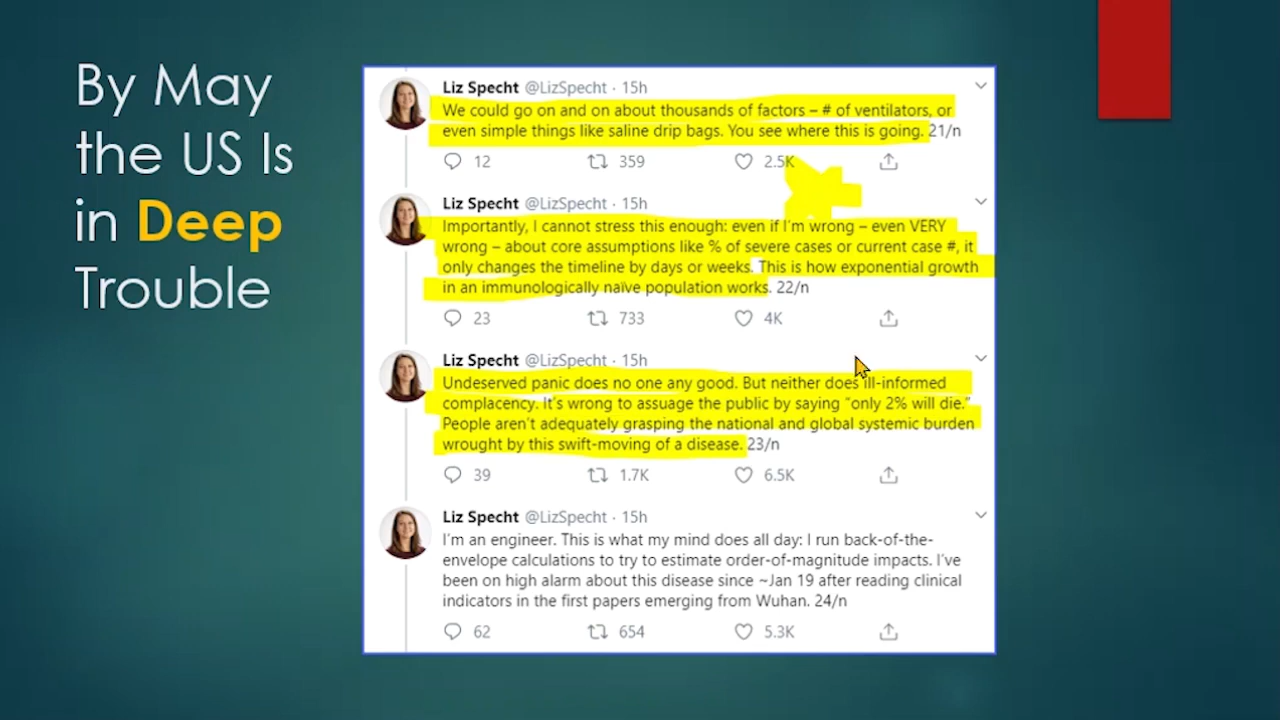 By May
the US Is
in Deep
Trouble
Liz Specht @LizSpecht · 15h
We could go on and on about thousands of factors – # of ventilators, or
even simple things like saline drip bags. You see where this is going. 21/n
12 359 2.5K
Liz Specht @LizSpecht · 15h
Importantly, I cannot stress this enough: even if I'm wrong – even VERY
wrong – about core assumptions like % of severe cases or current case #, it
only changes the timeline by days or weeks. This is how exponential growth
in an immunologically naïve population works. 22/n
23 733 4K
Liz Specht @LizSpecht · 15h
Undeserved panic does no one any good. But neither does ill-informed
complacency. It's wrong to assuage the public by saying “only 2% will die.”
People aren't adequately grasping the national and global systemic burden
wrought by this swift-moving of a disease. 23/n
39 1.7K 6.5K
Liz Specht @LizSpecht · 15h
I'm an engineer. This is what my mind does all day: I run back-of-the-
envelope calculations to try to estimate order-of-magnitude impacts. I've
been on high alarm about this disease since ~Jan 19 after reading clinical
indicators in the first papers emerging from Wuhan. 24/n
62 654 5.3K